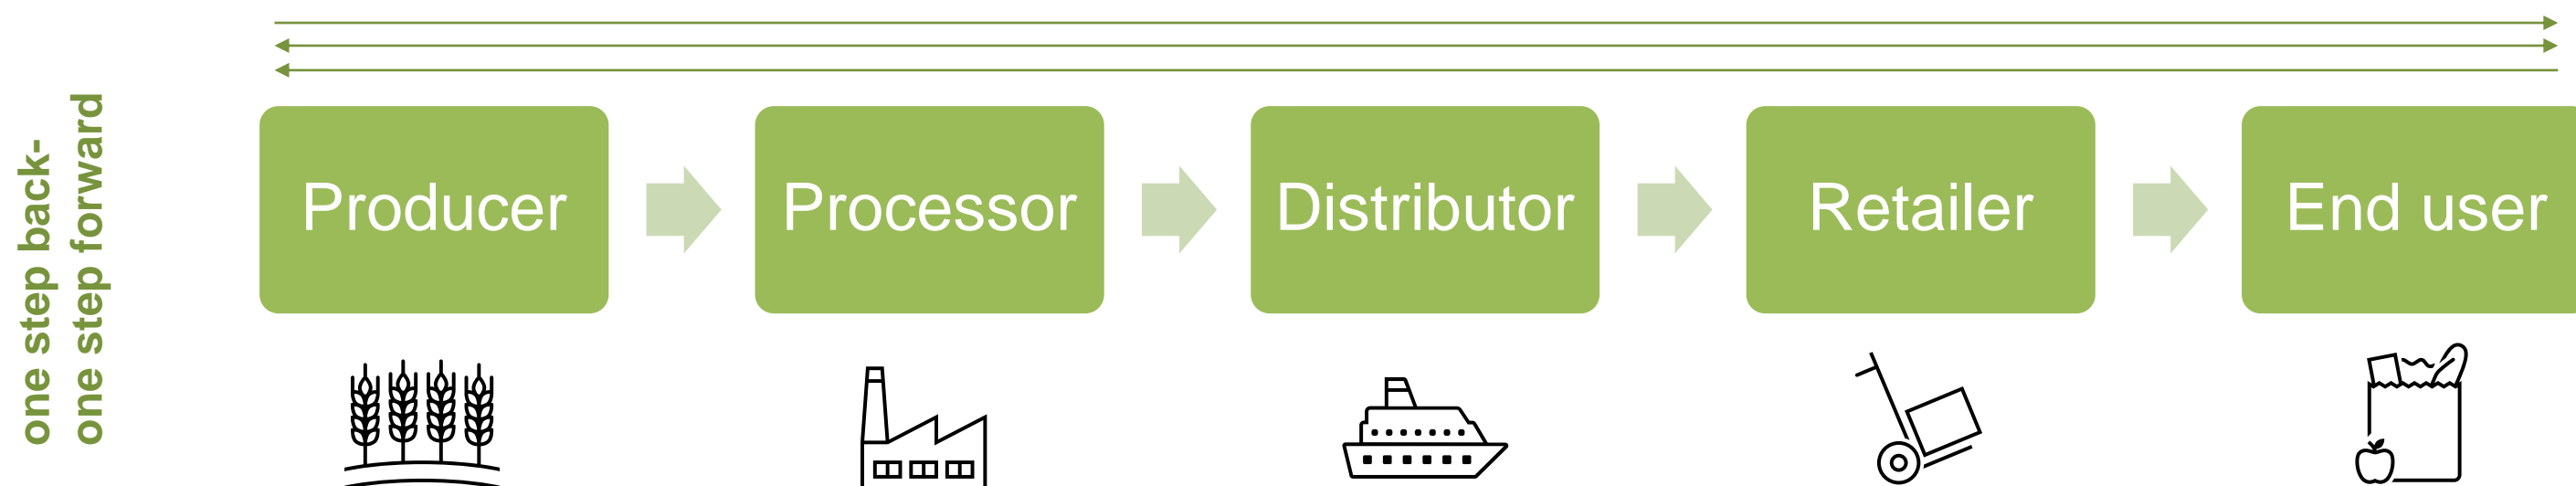 one step back-
one step forward
Producer
Processor
Distributor
Retailer
End user